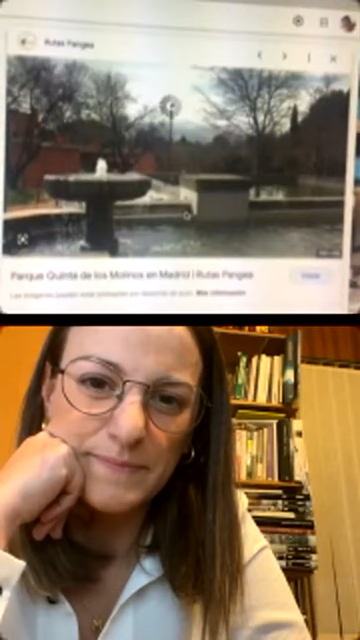 Rutas Pangea
Parque Quinta de los Molinos en Madrid | Rutas Pangea
Las imágenes pueden estar protegidas por derechos de autor. Más información